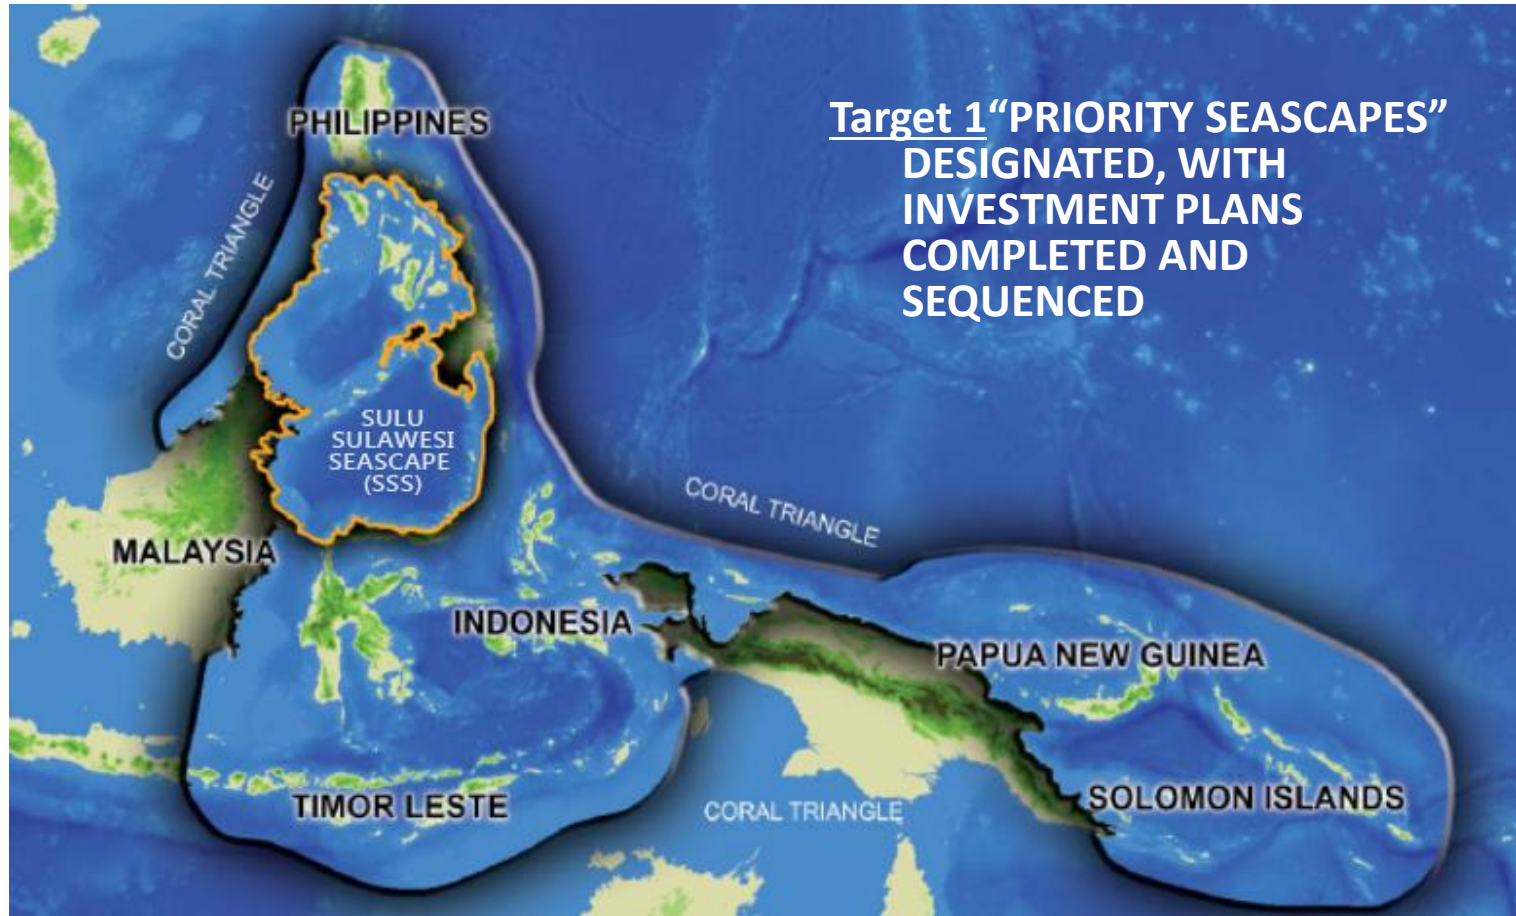 PHILIPPINES
Target 1“PRIORITY SEASCAPES”
DESIGNATED, WITH
INVESTMENT PLANS
COMPLETED AND
SEQUENCED
CORAL TRIANGLE
SULU
SULAWESI
SEASCAPE
(SSS)
CORAL TRIANGLE
MALAYSIA
INDONESIA
PAPUA NEW GUINEA
TIMOR LESTE
CORAL TRIANGLE
SOLOMON ISLANDS